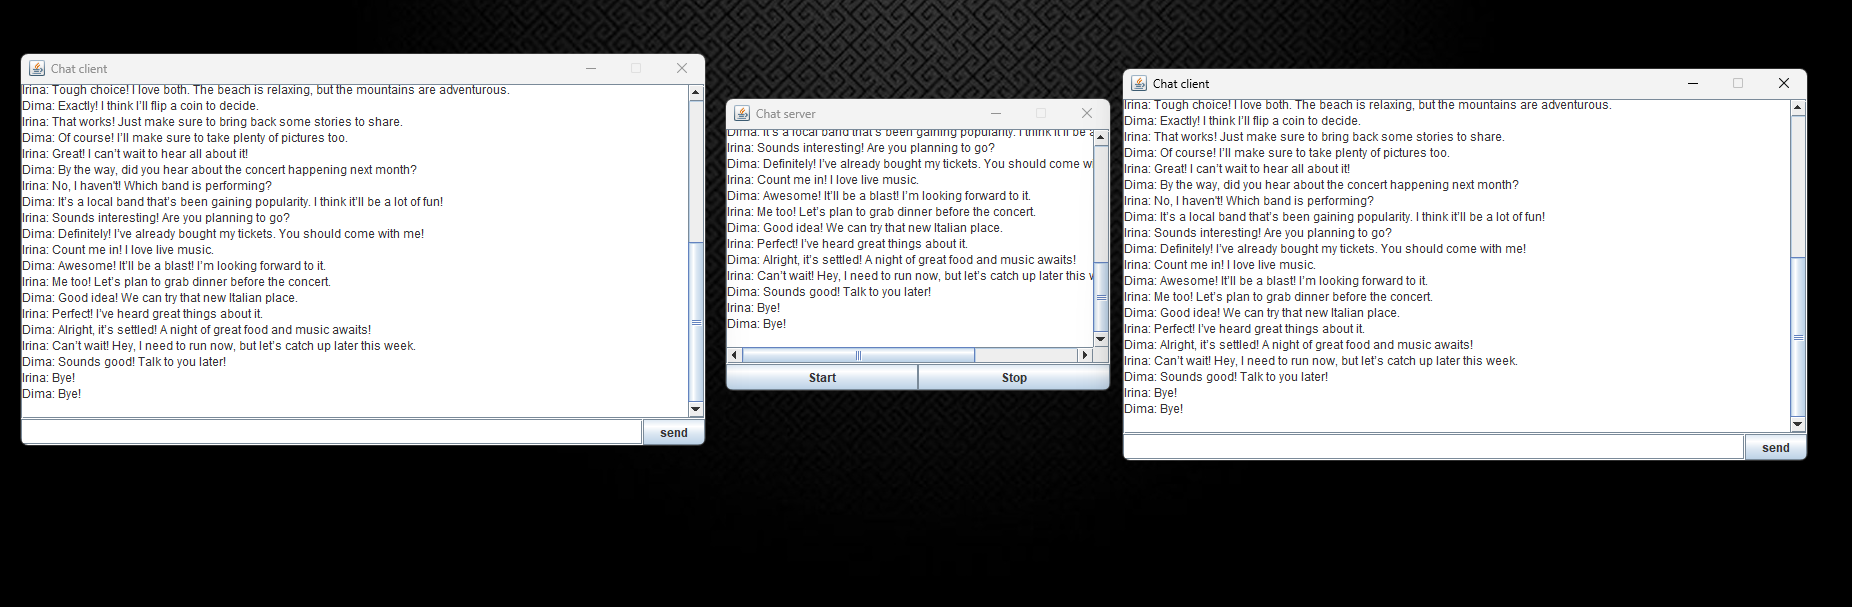 Chat client
Irina: Tough choice! I love both. The beach is relaxing, but the mountains are adventurous.
Dima: Exactly! I think I’ll flip a coin to decide.
Irina: That works! Just make sure to bring back some stories to share.
Dima: Of course! I’ll make sure to take plenty of pictures too.
Irina: Great! I can’t wait to hear all about it!
Dima: By the way, did you hear about the concert happening next month?
Irina: No, I haven't! Which band is performing?
Dima: It’s a local band that’s been gaining popularity. I think it’ll be a lot of fun!
Irina: Sounds interesting! Are you planning to go?
Dima: Definitely! I’ve already bought my tickets. You should come with me!
Irina: Count me in! I love live music.
Dima: Awesome! It’ll be a blast! I’m looking forward to it.
Irina: Me too! Let’s plan to grab dinner before the concert.
Dima: Good idea! We can try that new Italian place.
Irina: Perfect! I’ve heard great things about it.
Dima: Alright, it’s settled! A night of great food and music awaits!
Irina: Can’t wait! Hey, I need to run now, but let’s catch up later this week.
Dima: Sounds good! Talk to you later!
Irina: Bye!
Dima: Bye!
send
Chat server
Dima: It’s a local band that’s been gaining popularity. I think it’ll be a
Irina: Sounds interesting! Are you planning to go?
Dima: Definitely! I’ve already bought my tickets. You should come w
Irina: Count me in! I love live music.
Dima: Awesome! It’ll be a blast! I’m looking forward to it.
Irina: Me too! Let’s plan to grab dinner before the concert.
Dima: Good idea! We can try that new Italian place.
Irina: Perfect! I’ve heard great things about it.
Dima: Alright, it’s settled! A night of great food and music awaits!
Irina: Can’t wait! Hey, I need to run now, but let’s catch up later this w
Dima: Sounds good! Talk to you later!
Irina: Bye!
Dima: Bye!
Start
Stop
Chat client
Irina: Tough choice! I love both. The beach is relaxing, but the mountains are adventurous.
Dima: Exactly! I think I’ll flip a coin to decide.
Irina: That works! Just make sure to bring back some stories to share.
Dima: Of course! I’ll make sure to take plenty of pictures too.
Irina: Great! I can’t wait to hear all about it!
Dima: By the way, did you hear about the concert happening next month?
Irina: No, I haven't! Which band is performing?
Dima: It’s a local band that’s been gaining popularity. I think it’ll be a lot of fun!
Irina: Sounds interesting! Are you planning to go?
Dima: Definitely! I’ve already bought my tickets. You should come with me!
Irina: Count me in! I love live music.
Dima: Awesome! It’ll be a blast! I’m looking forward to it.
Irina: Me too! Let’s plan to grab dinner before the concert.
Dima: Good idea! We can try that new Italian place.
Irina: Perfect! I’ve heard great things about it.
Dima: Alright, it’s settled! A night of great food and music awaits!
Irina: Can’t wait! Hey, I need to run now, but let’s catch up later this week.
Dima: Sounds good! Talk to you later!
Irina: Bye!
Dima: Bye!
send